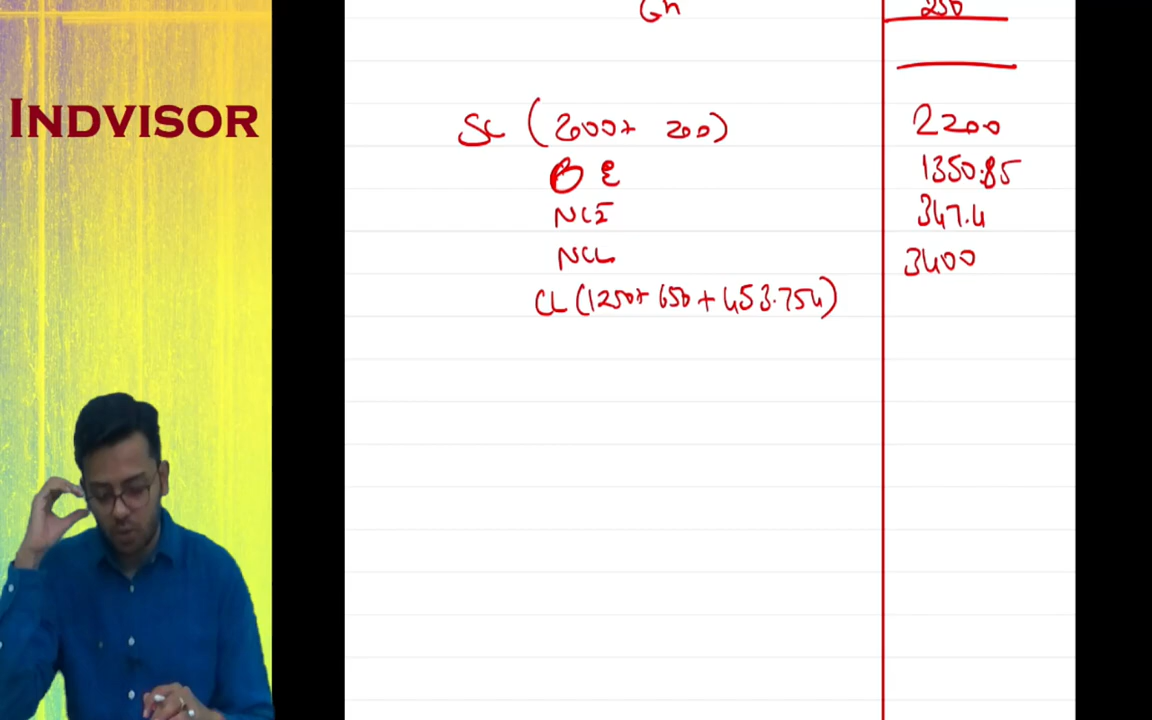 INDVISOR
Gh 250
SC (2000+ 200) 2200
OE 1350.85
NCI 347.4
NCL 3400
CL (1250+ 650 + 453.754)